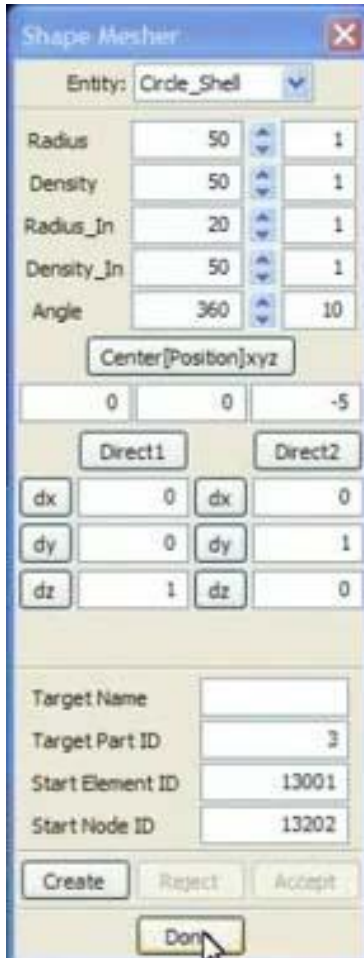 Shape Mesher
Entity: Circle_Shell
Radius 50 1
Density 50 1
Radius_In 20 1
Density_In 50 1
Angle 360 10
Center[Position]xyz
0 0 -5
Direct1 Direct2
dx 0 dx 0
dy 0 dy 1
dz 1 dz 0
Target Name
Target Part ID 3
Start Element ID 13001
Start Node ID 13202
Create Reject Accept
Don